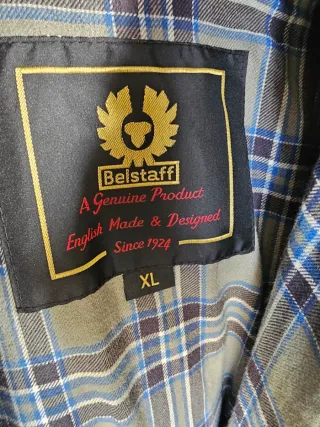 Belstaff
A Genuine Product
English Made & Designed
Since 1924
XL